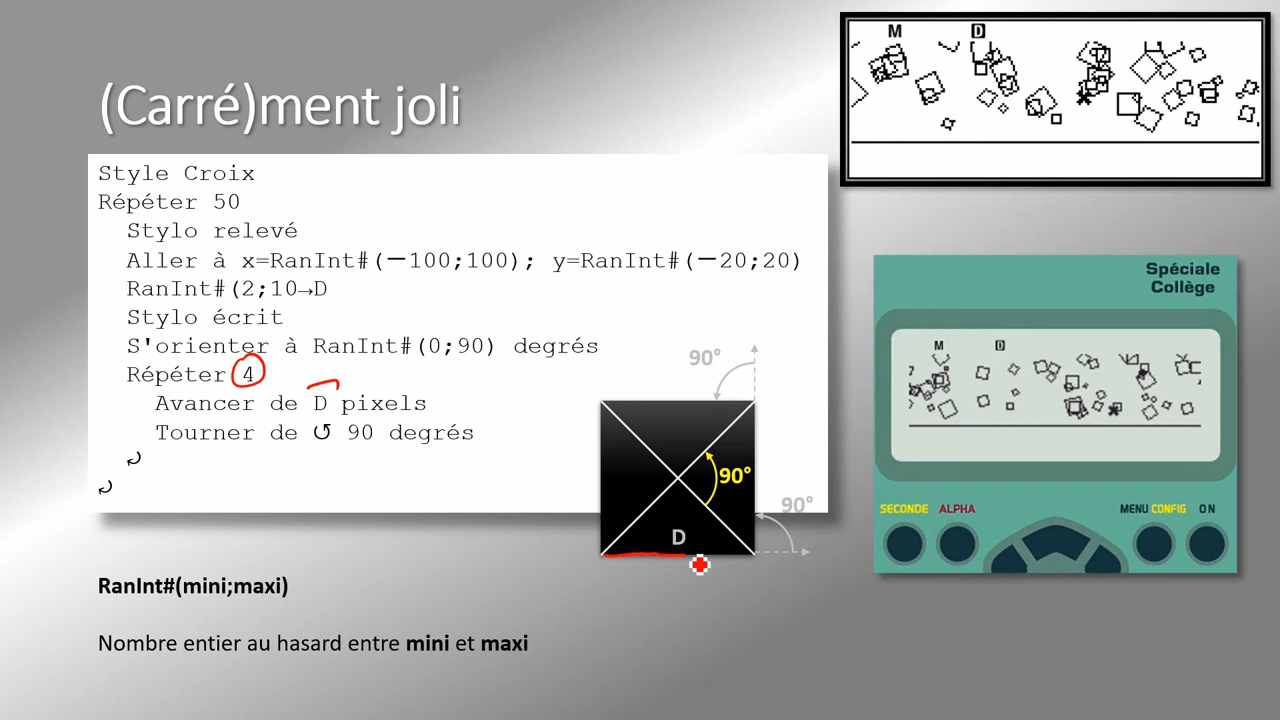 (Carré)ment joli
Style Croix
Répéter 50
Stylo relevé
Aller à x=RanInt#(−100;100); y=RanInt#(−20;20)
RanInt#(2;10→D
Stylo écrit
S'orienter à RanInt#(0;90) degrés
Répéter 4
Avancer de D pixels
Tourner de ↺ 90 degrés
⤶
⤶
90°
90°
90°
D
RanInt#(mini;maxi)
Nombre entier au hasard entre mini et maxi
M D
Spéciale
Collège
M D
SECONDE ALPHA MENU CONFIG ON